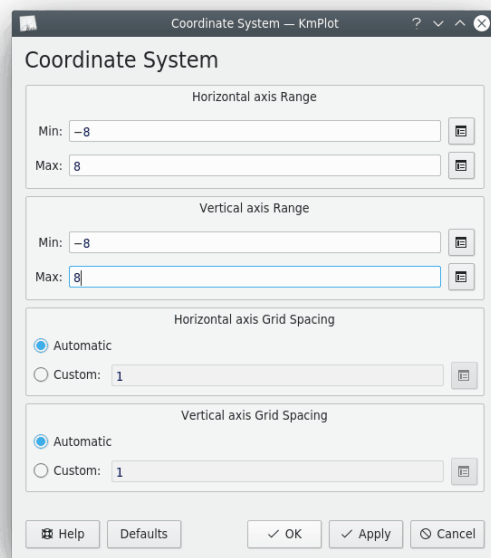 Coordinate System — KmPlot
Coordinate System
Horizontal axis Range
Min: −8
Max: 8
Vertical axis Range
Min: −8
Max: 8
Horizontal axis Grid Spacing
Automatic
Custom: 1
Vertical axis Grid Spacing
Automatic
Custom: 1
Help Defaults OK Apply Cancel